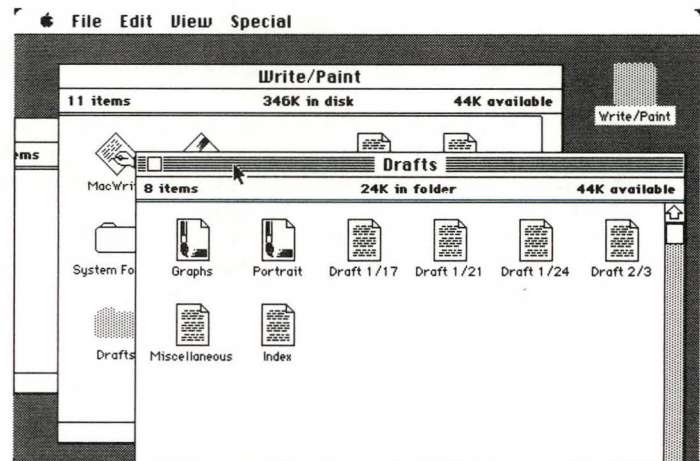 File Edit View Special
Write/Paint
11 items 346K in disk 44K available
Write/Paint
ems
Drafts
MacWri
8 items 24K in folder 44K available
System Fo
Graphs Portrait Draft 1/17 Draft 1/21 Draft 1/24 Draft 2/3
Drafts
Miscellaneous Index